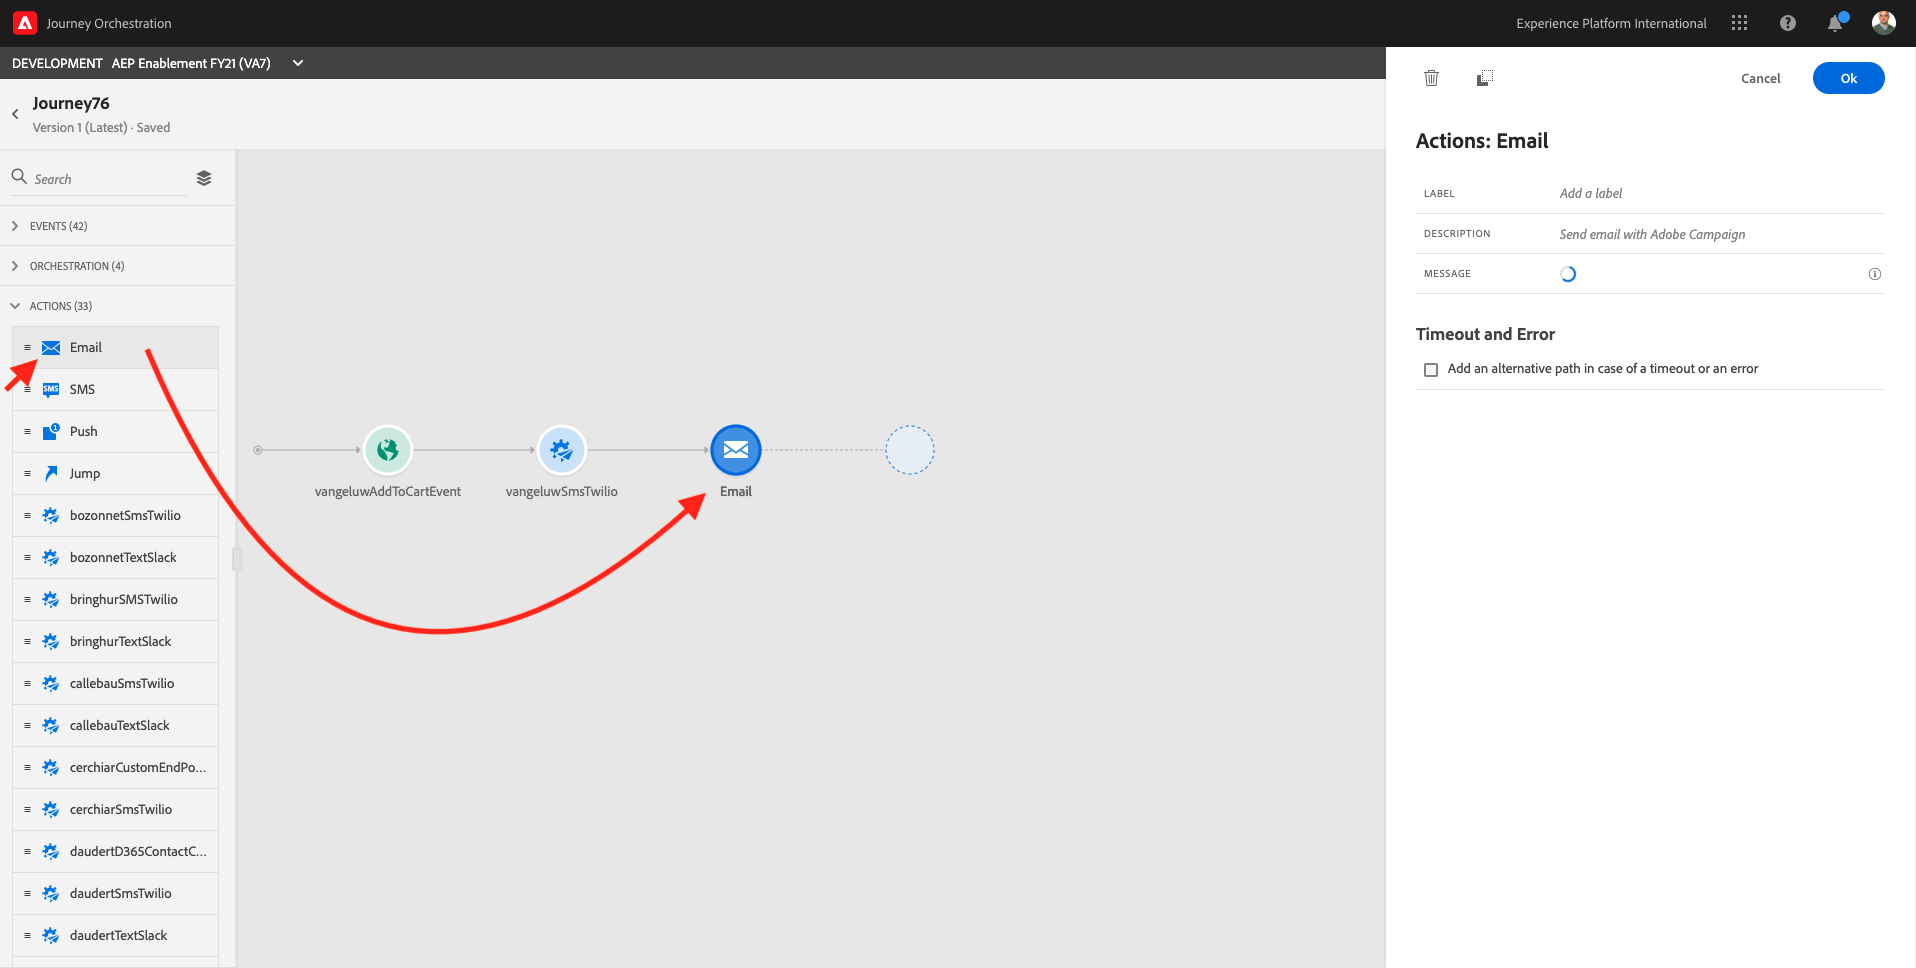 Journey Orchestration
Experience Platform International
DEVELOPMENT AEP Enablement FY21 (VA7)
Cancel
Ok
Journey76
Version 1 (Latest) · Saved
Search
EVENTS (42)
ORCHESTRATION (4)
ACTIONS (33)
Email
SMS
SMS
Push
1
Jump
bozonnetSmsTwilio
bozonnetTextSlack
bringhurSMSTwilio
bringhurTextSlack
callebauSmsTwilio
callebauTextSlack
cerchiarCustomEndPo...
cerchiarSmsTwilio
daudertD365ContactC...
daudertSmsTwilio
daudertTextSlack
vangeluwAddToCartEvent
vangeluwSmsTwilio
Email
Actions: Email
LABEL
Add a label
DESCRIPTION
Send email with Adobe Campaign
MESSAGE
Timeout and Error
Add an alternative path in case of a timeout or an error